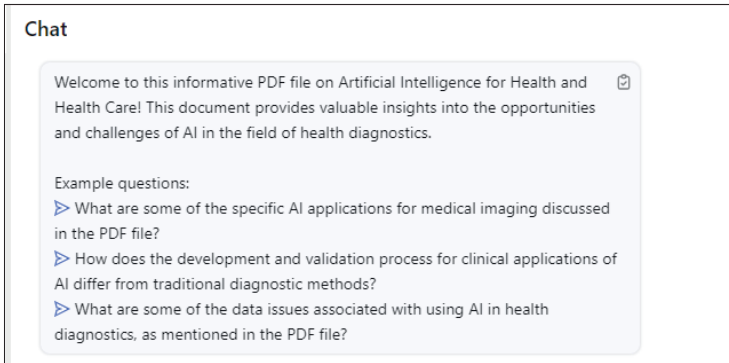 Chat
Welcome to this informative PDF file on Artificial Intelligence for Health and
Health Care! This document provides valuable insights into the opportunities
and challenges of AI in the field of health diagnostics.
Example questions:
What are some of the specific AI applications for medical imaging discussed
in the PDF file?
How does the development and validation process for clinical applications of
AI differ from traditional diagnostic methods?
What are some of the data issues associated with using AI in health
diagnostics, as mentioned in the PDF file?